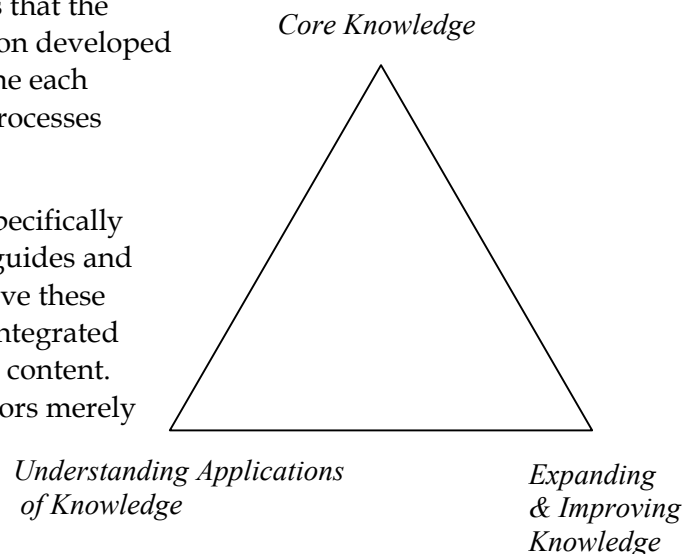 s that the
Core Knowledge
on developed
ne each
rocesses
pecifically
guides and
ve these
ntegrated
content.
ors merely
Understanding Applications
of Knowledge
Expanding
& Improving
Knowledge